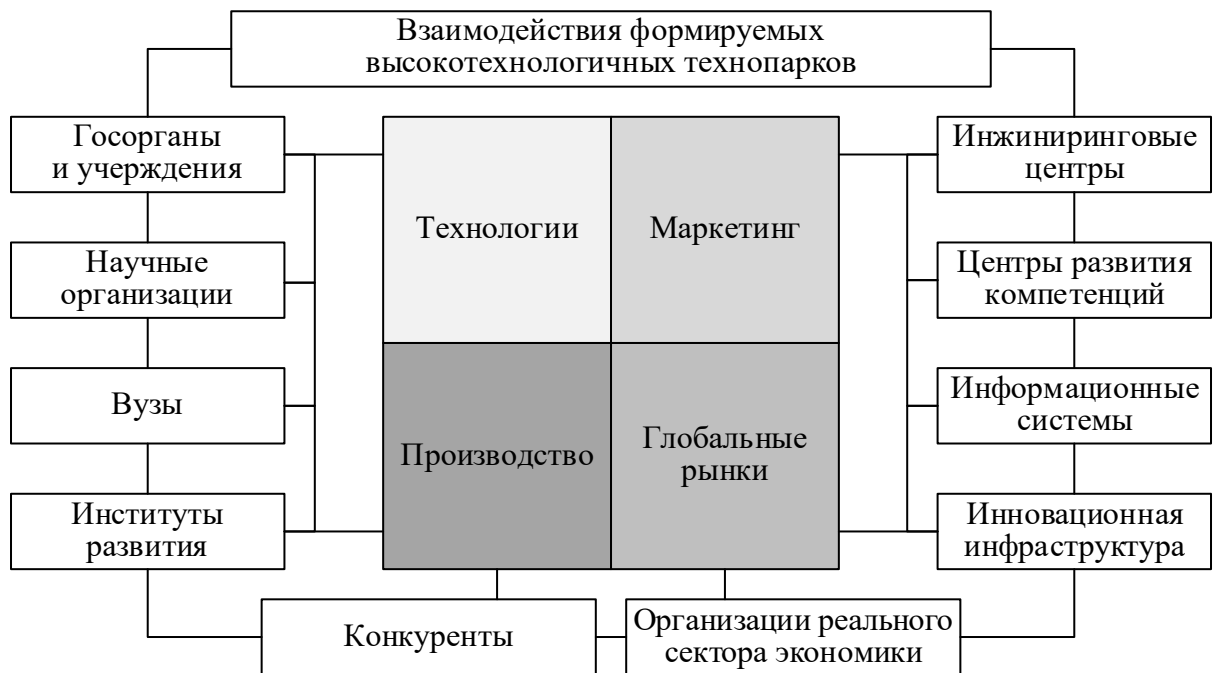 Взаимодействия формируемых
высокотехнологичных технопарков
Госорганы
и учерждения
Научные
организации
Вузы
Институты
развития
Технологии
Маркетинг
Производство
Глобальные
рынки
Инжиниринговые
центры
Центры развития
компетенций
Информационные
системы
Инновационная
инфраструктура
Конкуренты
Организации реального
сектора экономики